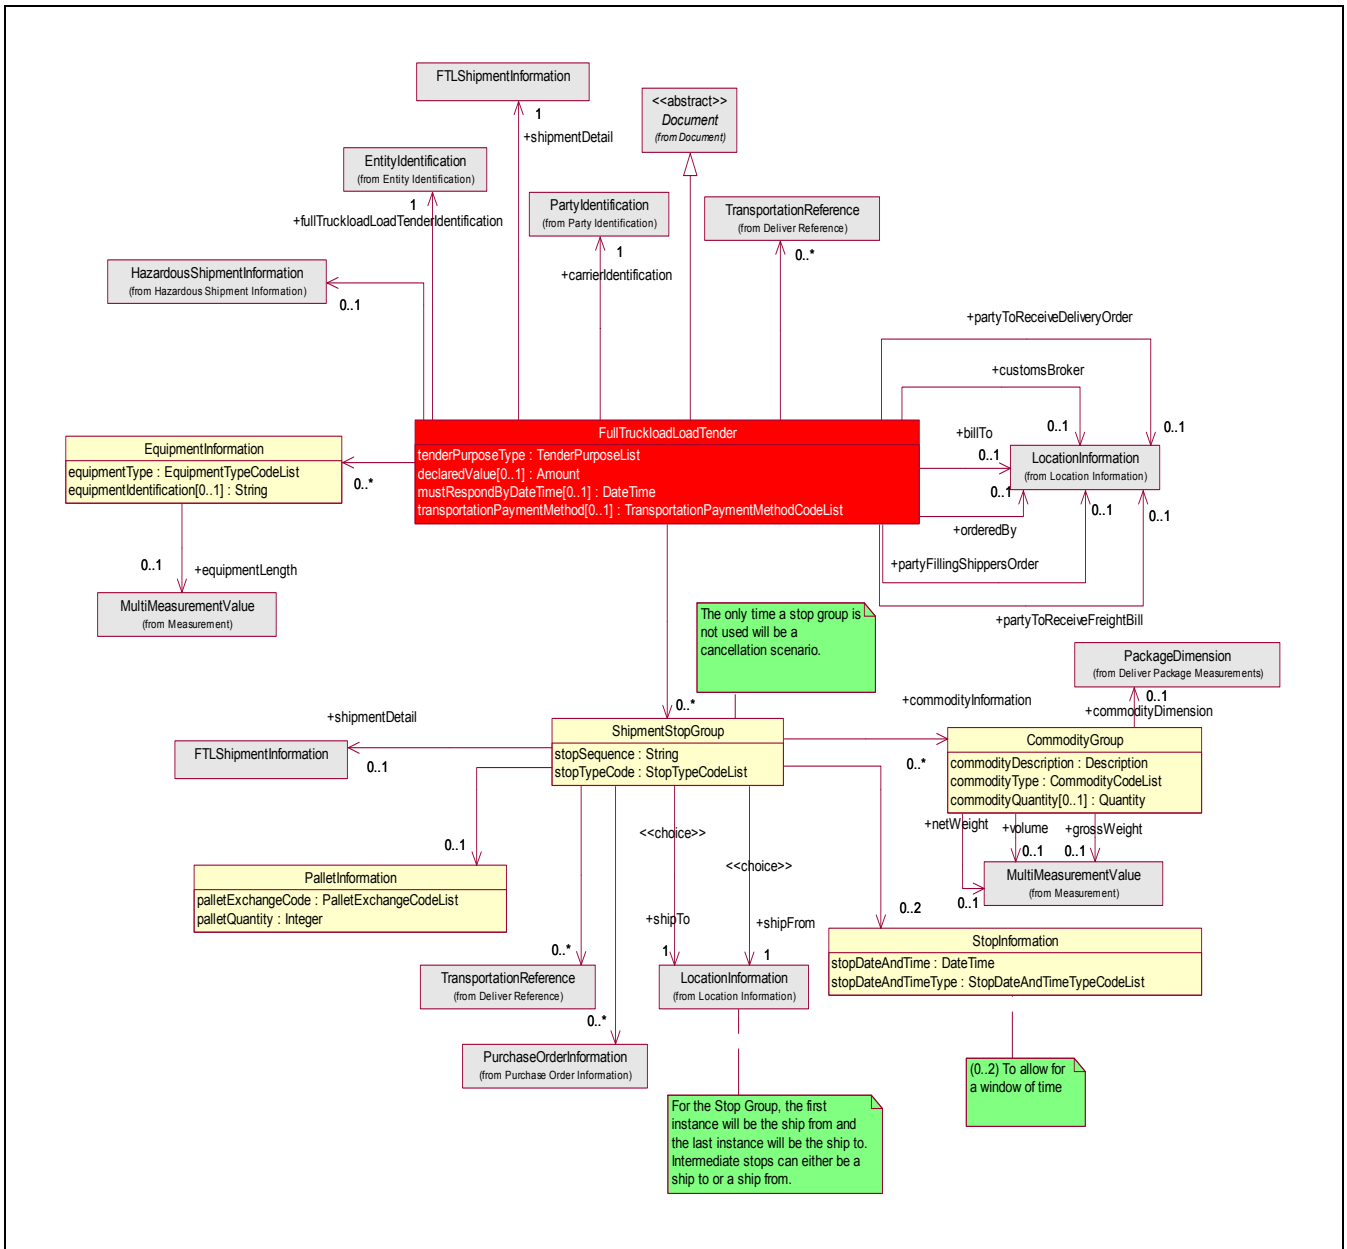 FTLShipmentInformation
1
+shipmentDetail
<<abstract>>
Document
(from Document)
EntityIdentification
(from Entity Identification)
1
+fullTruckloadLoadTenderIdentification
PartyIdentification
(from Party Identification)
1
+carrierIdentification
TransportationReference
(from Deliver Reference)
0..*
HazardousShipmentInformation
(from Hazardous Shipment Information)
0..1
+partyToReceiveDeliveryOrder
+customsBroker
0..1
0..1
+billTo
0..1
LocationInformation
(from Location Information)
0..1
+orderedBy
0..1
0..1
+partyFillingShippersOrder
+partyToReceiveFreightBill
FullTruckloadLoadTender
tenderPurposeType : TenderPurposeList
declaredValue[0..1] : Amount
mustRespondByDateTime[0..1] : DateTime
transportationPaymentMethod[0..1] : TransportationPaymentMethodCodeList
EquipmentInformation
equipmentType : EquipmentTypeCodeList
equipmentIdentification[0..1] : String
0..*
0..1
+equipmentLength
MultiMeasurementValue
(from Measurement)
The only time a stop group is
not used will be a
cancellation scenario.
PackageDimension
(from Deliver Package Measurements)
0..1
+commodityDimension
+commodityInformation
0..*
0..*
+shipmentDetail
0..1
FTLShipmentInformation
ShipmentStopGroup
stopSequence : String
stopTypeCode : StopTypeCodeList
CommodityGroup
commodityDescription : Description
commodityType : CommodityCodeList
commodityQuantity[0..1] : Quantity
+netWeight
+volume
+grossWeight
0..1
0..1
0..1
MultiMeasurementValue
(from Measurement)
0..1
PalletInformation
palletExchangeCode : PalletExchangeCodeList
palletQuantity : Integer
<<choice>>
<<choice>>
+shipTo
+shipFrom
1
1
0..2
StopInformation
stopDateAndTime : DateTime
stopDateAndTimeType : StopDateAndTimeTypeCodeList
0..*
TransportationReference
(from Deliver Reference)
LocationInformation
(from Location Information)
0..*
PurchaseOrderInformation
(from Purchase Order Information)
(0..2) To allow for
a window of time
For the Stop Group, the first
instance will be the ship from and
the last instance will be the ship to.
Intermediate stops can either be a
ship to or a ship from.